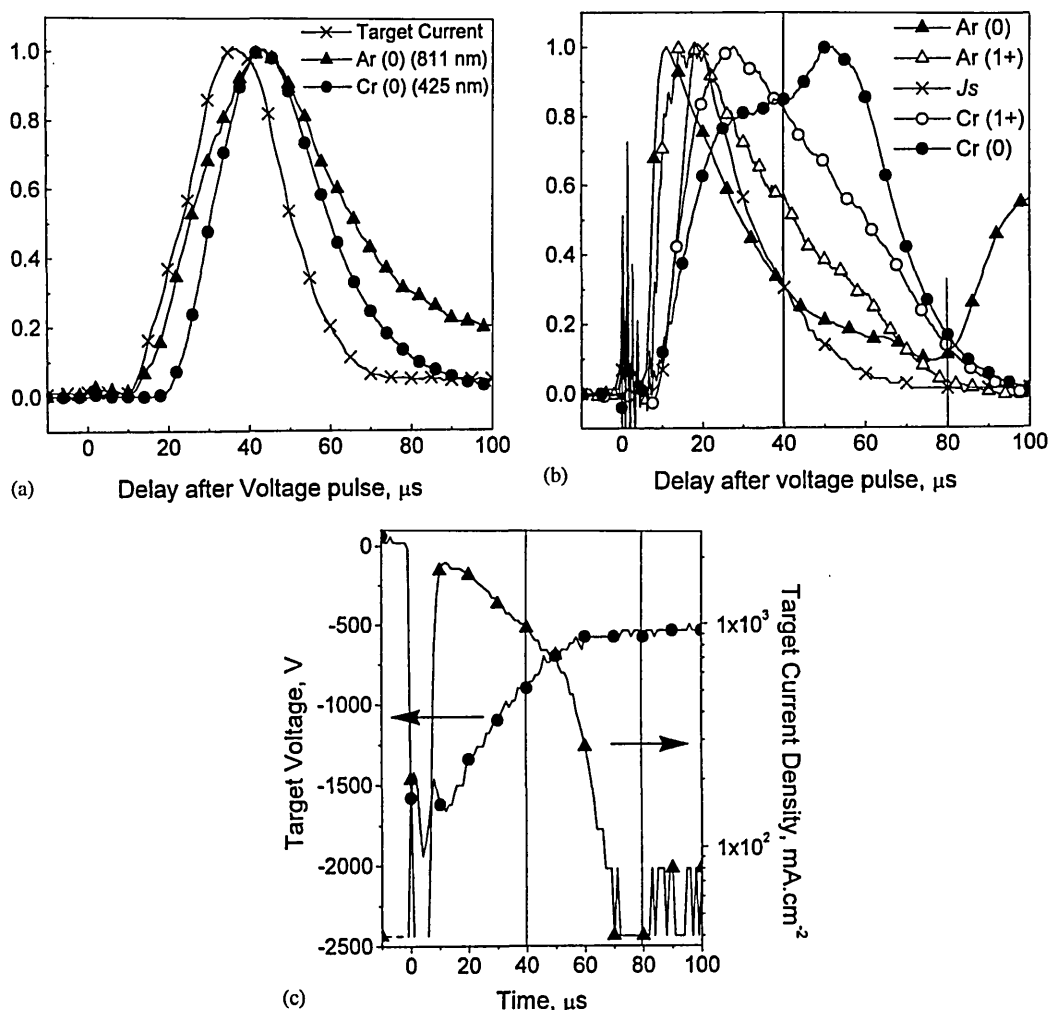 1.0
0.8
0.6
0.4
0.2
0.0
Target Current
Ar (0) (811 nm)
Cr (0) (425 nm)
0 20 40 60 80 100
(a)
Delay after Voltage pulse, μs
1.0
0.8
0.6
0.4
0.2
0.0
Ar (0)
Ar (1+)
Js
Cr (1+)
Cr (0)
0 20 40 60 80 100
(b)
Delay after voltage pulse, μs
0
-500
-1000
-1500
-2000
-2500
Target Voltage, V
1x10³
1x10²
Target Current Density, mA.cm⁻²
0 20 40 60 80 100
(c)
Time, μs